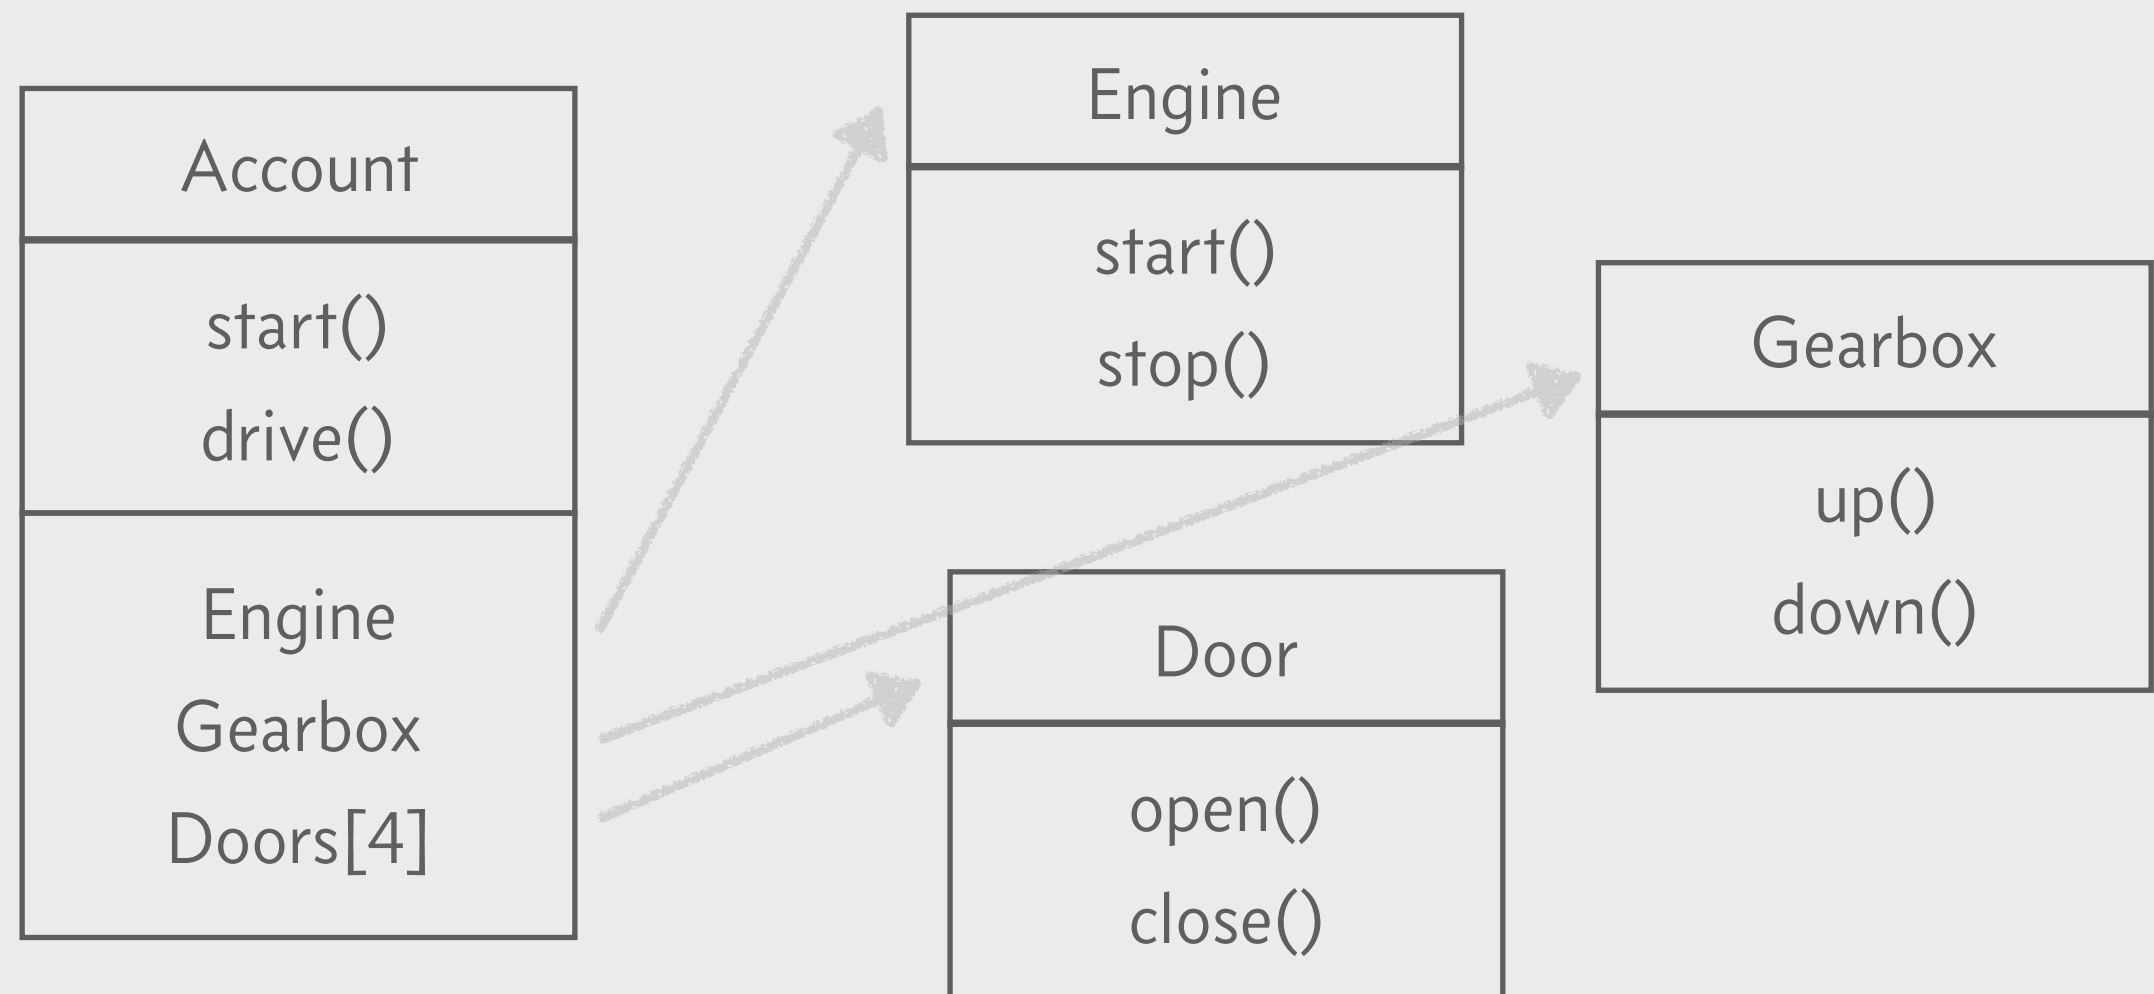 Account
start()
drive()
Engine
Gearbox
Doors[4]
Engine
start()
stop()
Door
open()
close()
Gearbox
up()
down()